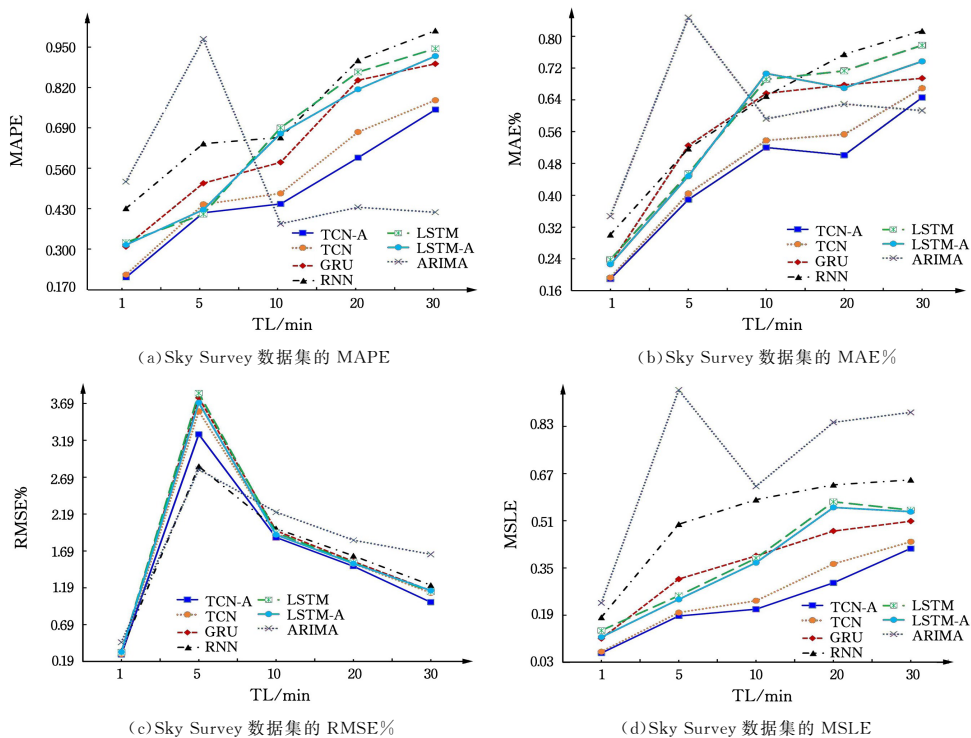 MAPE
0.950
0.820
0.690
0.560
0.430
0.300
0.170
TCN-A
TCN
GRU
RNN
LSTM
LSTM-A
ARIMA
1 5 10 20 30
TL/min
(a)Sky Survey 数据集的 MAPE
MAE%
0.80
0.72
0.64
0.56
0.48
0.40
0.32
0.24
0.16
TCN-A
TCN
GRU
RNN
LSTM
LSTM-A
ARIMA
1 5 10 20 30
TL/min
(b)Sky Survey 数据集的 MAE%
RMSE%
3.69
3.19
2.69
2.19
1.69
1.19
0.69
0.19
TCN-A
TCN
GRU
RNN
LSTM
LSTM-A
ARIMA
1 5 10 20 30
TL/min
(c)Sky Survey 数据集的 RMSE%
MSLE
0.83
0.67
0.51
0.35
0.19
0.03
TCN-A
TCN
GRU
RNN
LSTM
LSTM-A
ARIMA
1 5 10 20 30
TL/min
(d)Sky Survey 数据集的 MSLE